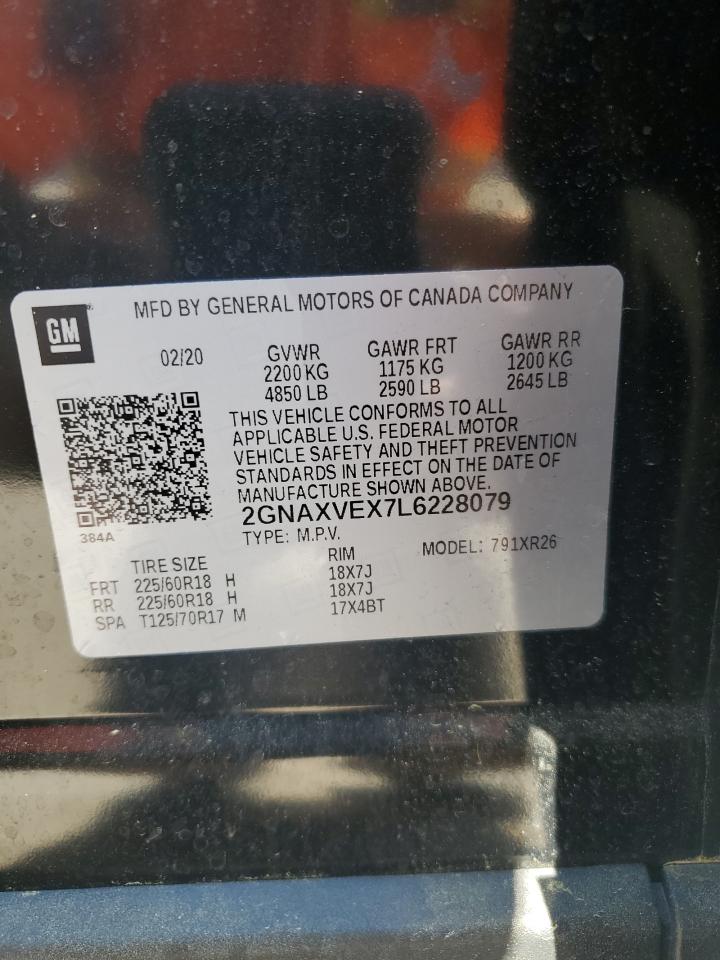 GM
MFD BY GENERAL MOTORS OF CANADA COMPANY
02/20 GVWR GAWR FRT GAWR RR
2200 KG 1175 KG 1200 KG
4850 LB 2590 LB 2645 LB
THIS VEHICLE CONFORMS TO ALL
APPLICABLE U.S. FEDERAL MOTOR
VEHICLE SAFETY AND THEFT PREVENTION
STANDARDS IN EFFECT ON THE DATE OF
MANUFACTURE SHOWN ABOVE.
2GNAXVEX7L6228079
384A
TYPE: M.P.V. MODEL: 791XR26
TIRE SIZE RIM
FRT 225/60R18 H 18X7J
RR 225/60R18 H 18X7J
SPA T125/70R17 M 17X4BT